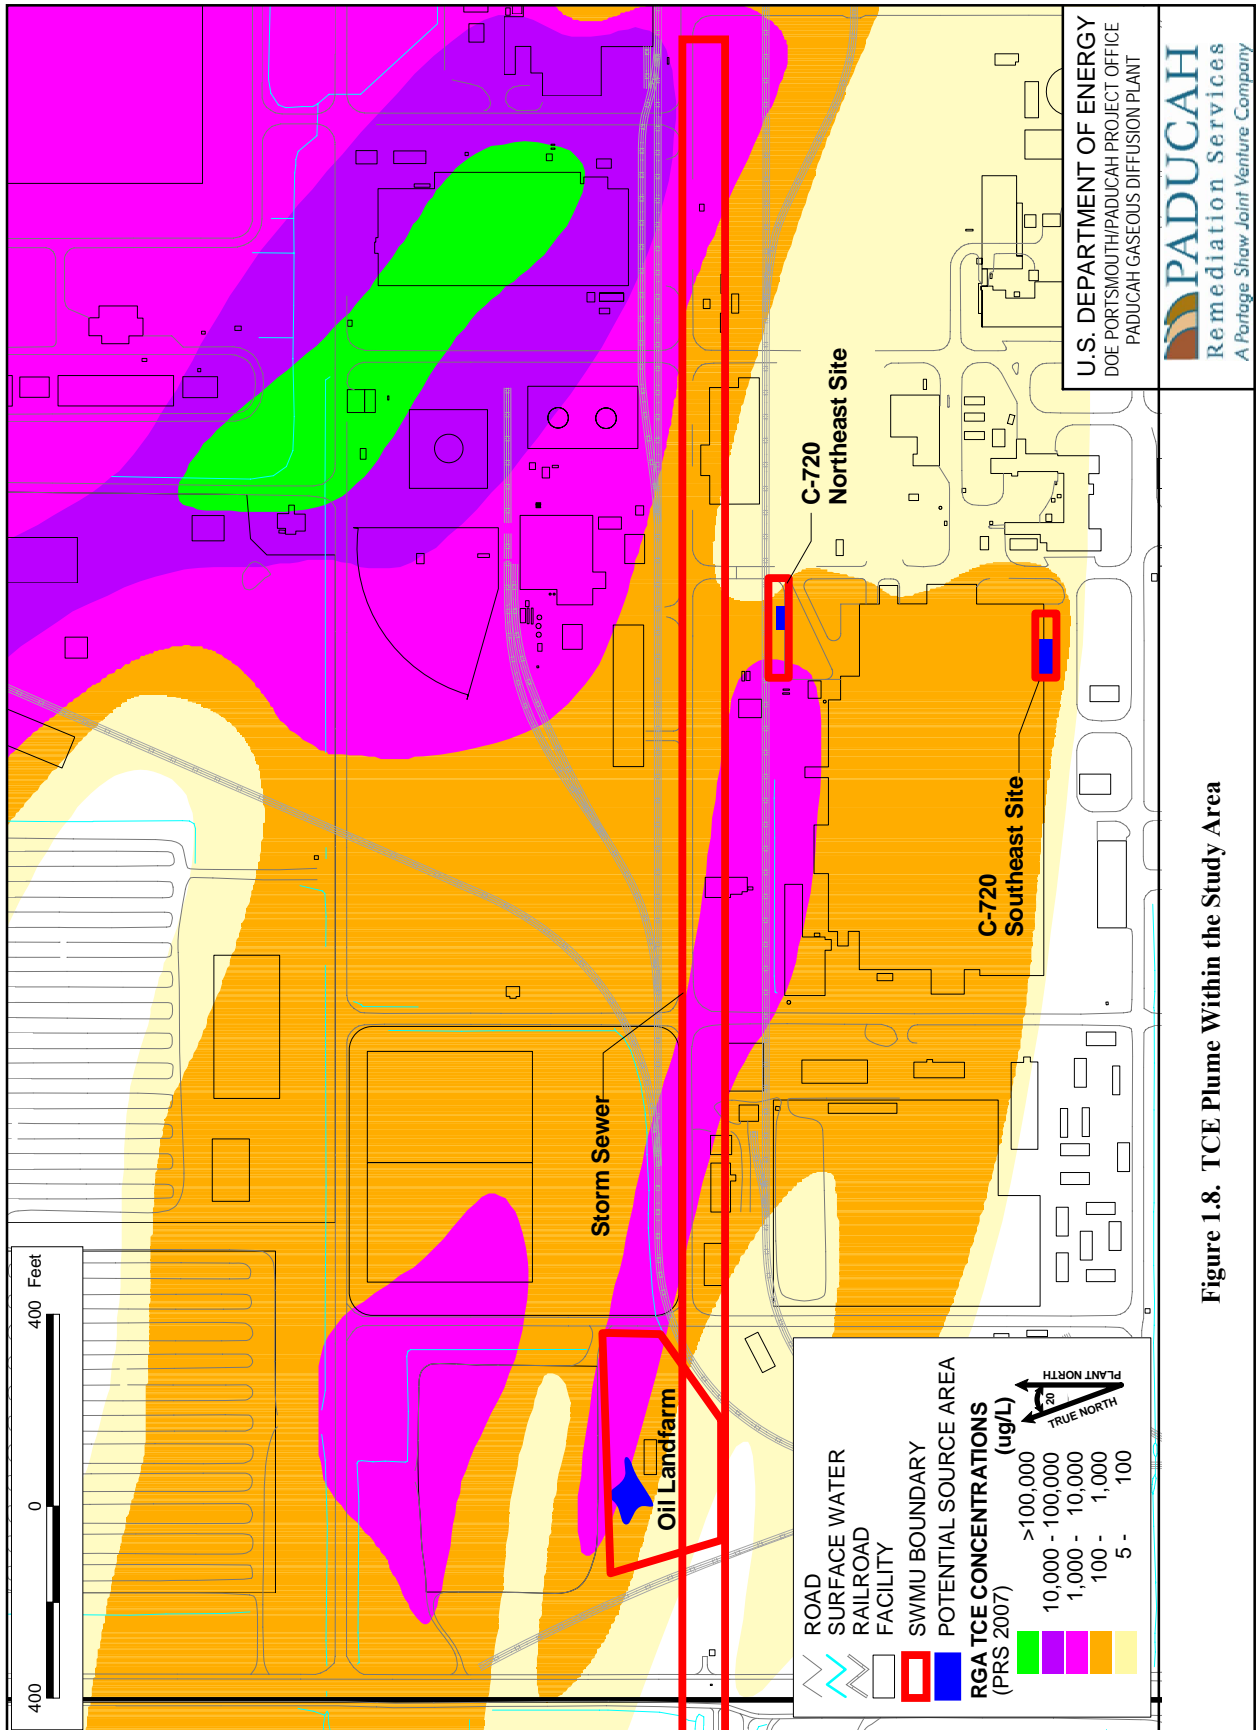 400 0 400 Feet
Storm Sewer
Oil Landfarm
C-720
Northeast Site
C-720
Southeast Site
ROAD
SURFACE WATER
RAILROAD
FACILITY
SWMU BOUNDARY
POTENTIAL SOURCE AREA
RGA TCE CONCENTRATIONS
(PRS 2007) (ug/L)
>100,000
10,000 - 100,000
1,000 - 10,000
100 - 1,000
5 - 100
20
TRUE NORTH
PLANT NORTH
U.S. DEPARTMENT OF ENERGY
DOE PORTSMOUTH/PADUCAH PROJECT OFFICE
PADUCAH GASEOUS DIFFUSION PLANT
PADUCAH
Remediation Services
A Portage Shaw Joint Venture Company
Figure 1.8. TCE Plume Within the Study Area